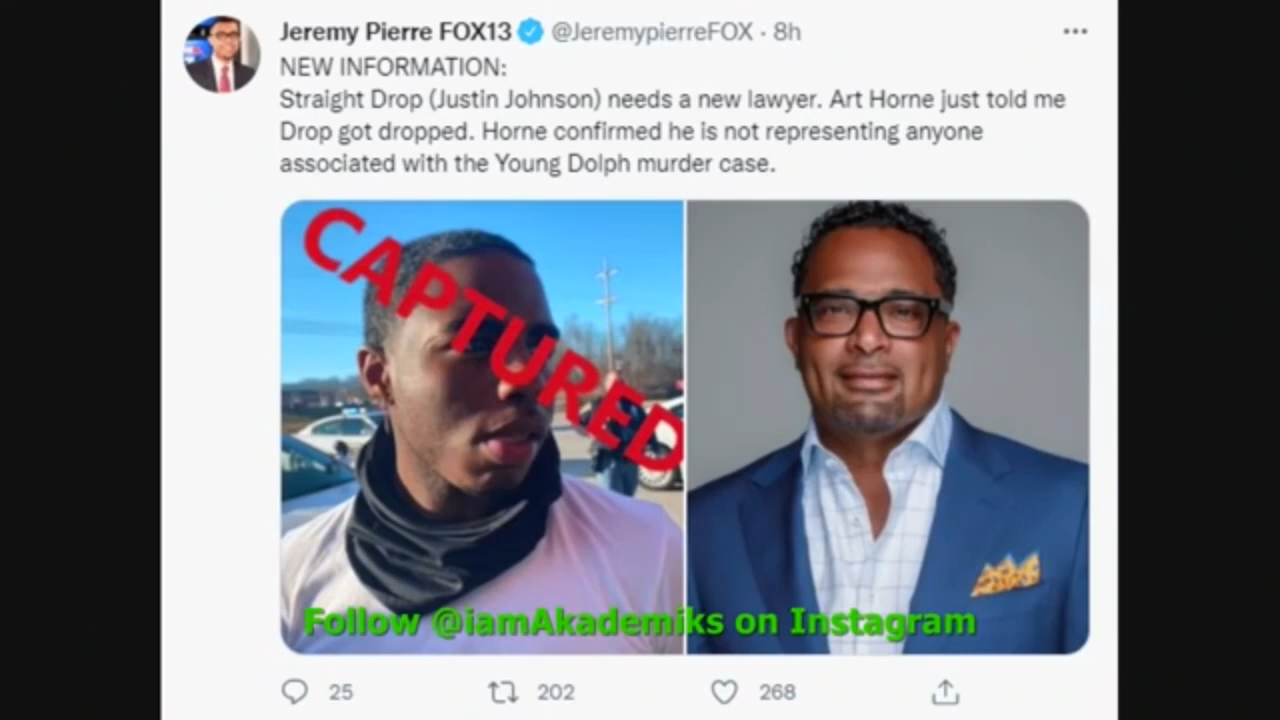 Jeremy Pierre FOX13 @JeremypierreFOX · 8h
NEW INFORMATION:
Straight Drop (Justin Johnson) needs a new lawyer. Art Horne just told me
Drop got dropped. Horne confirmed he is not representing anyone
associated with the Young Dolph murder case.
CAPTURED
Follow @iamAkademiks on Instagram
25 202 268